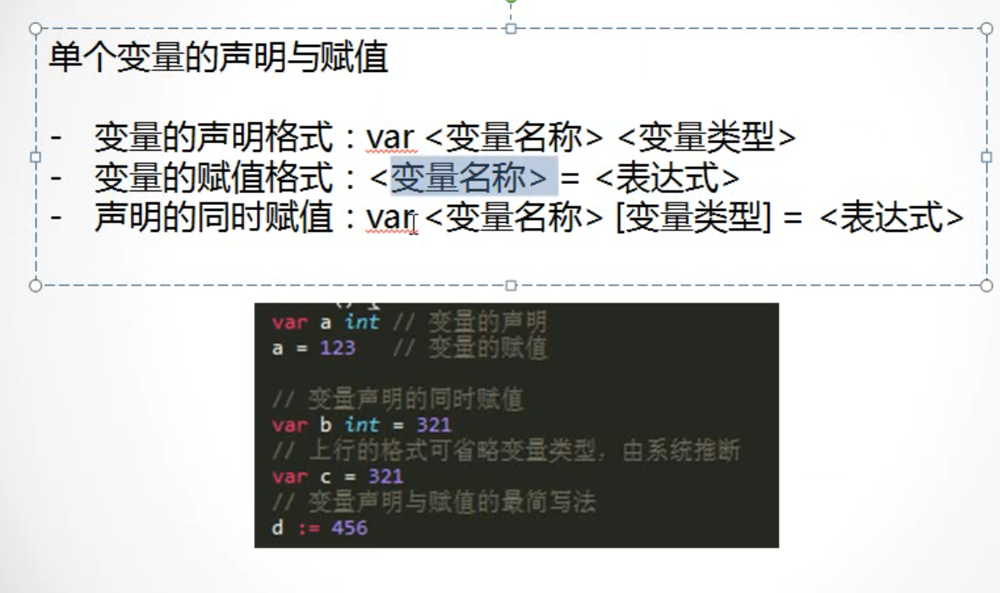 单个变量的声明与赋值
- 变量的声明格式：var <变量名称> <变量类型>
- 变量的赋值格式：<变量名称> = <表达式>
- 声明的同时赋值：var <变量名称> [变量类型] = <表达式>
var a int // 变量的声明
a = 123 // 变量的赋值
// 变量声明的同时赋值
var b int = 321
// 上行的格式可省略变量类型，由系统推断
var c = 321
// 变量声明与赋值的最简写法
d := 456